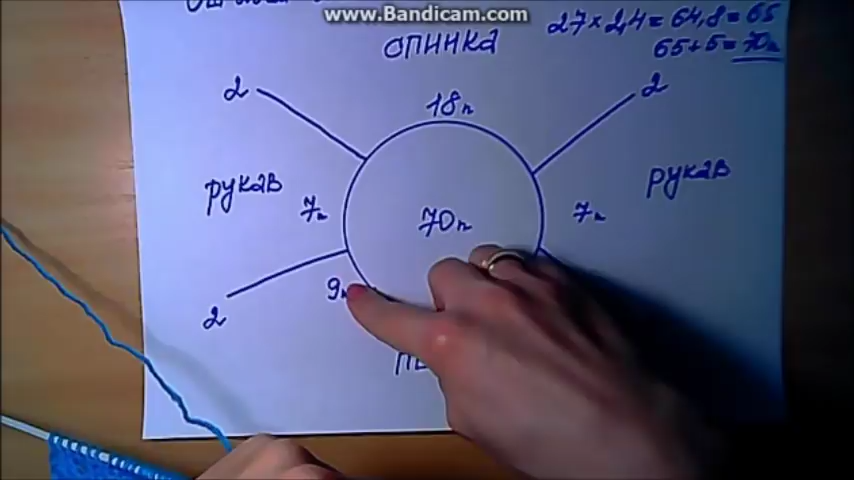 www.Bandicam.com
27×2,4=64,8=65
65+5=70п
СПИНКА
2
2
18п
рукав
рукав
7п
7п
70п
9п
2